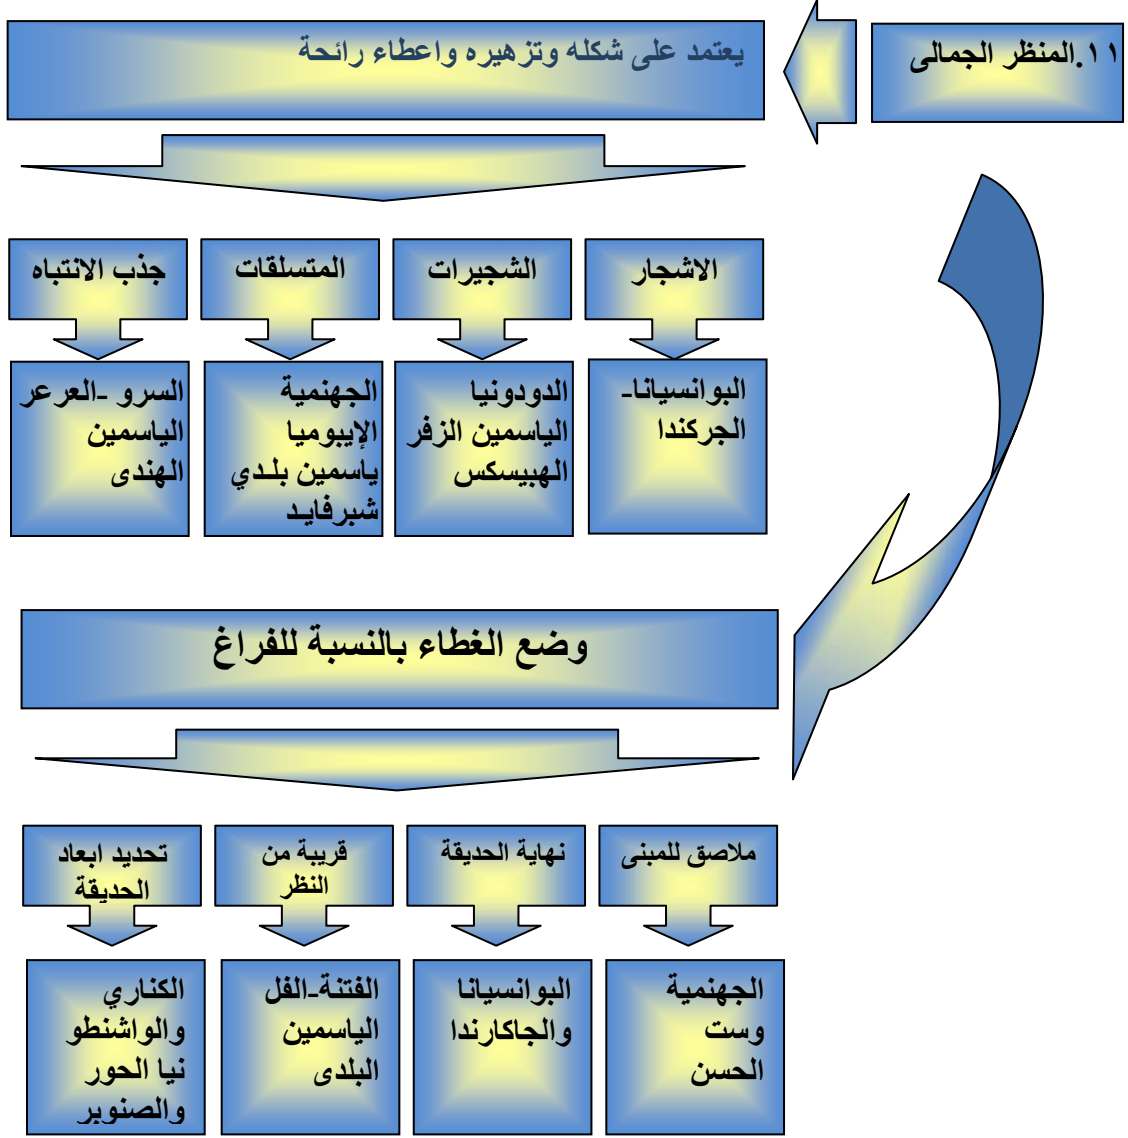 ١١.المنظر الجمالى
يعتمد على شكله وتزهيره واعطاء رائحة
الاشجار
الشجيرات
المتسلقات
جذب الانتباه
البوانسيانا-
الجركندا
الدودونيا
الياسمين الزفر
الهبيسكس
الجهنمية
الإيبوميا
ياسمين بلدي
شبرفايد
السرو -العرعر
الياسمين
الهندى
وضع الغطاء بالنسبة للفراغ
ملاصق للمبنى
نهاية الحديقة
قريبة من
النظر
تحديد ابعاد
الحديقة
الجهنمية
وست
الحسن
البوانسيانا
والجاكارندا
الفتنة-الفل
الياسمين
البلدى
الكناري
والواشنطو
نيا الحور
والصنوبر